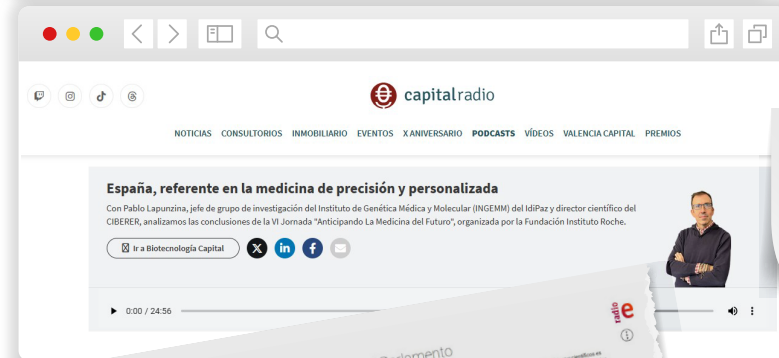 capitalradio
NOTICIAS CONSULTORIOS INMOBILIARIO EVENTOS X ANIVERSARIO PODCASTS VÍDEOS VALENCIA CAPITAL PREMIOS
España, referente en la medicina de precisión y personalizada
Con Pablo Lapunzina, jefe de grupo de investigación del Instituto de Genética Médica y Molecular (INGEMM) del IdiPaz y director científico del
CIBERER, analizamos las conclusiones de la VI Jornada "Anticipando La Medicina del Futuro", organizada por la Fundación Instituto Roche.
Ir a Biotecnología Capital
0:00 / 24:56
radio e